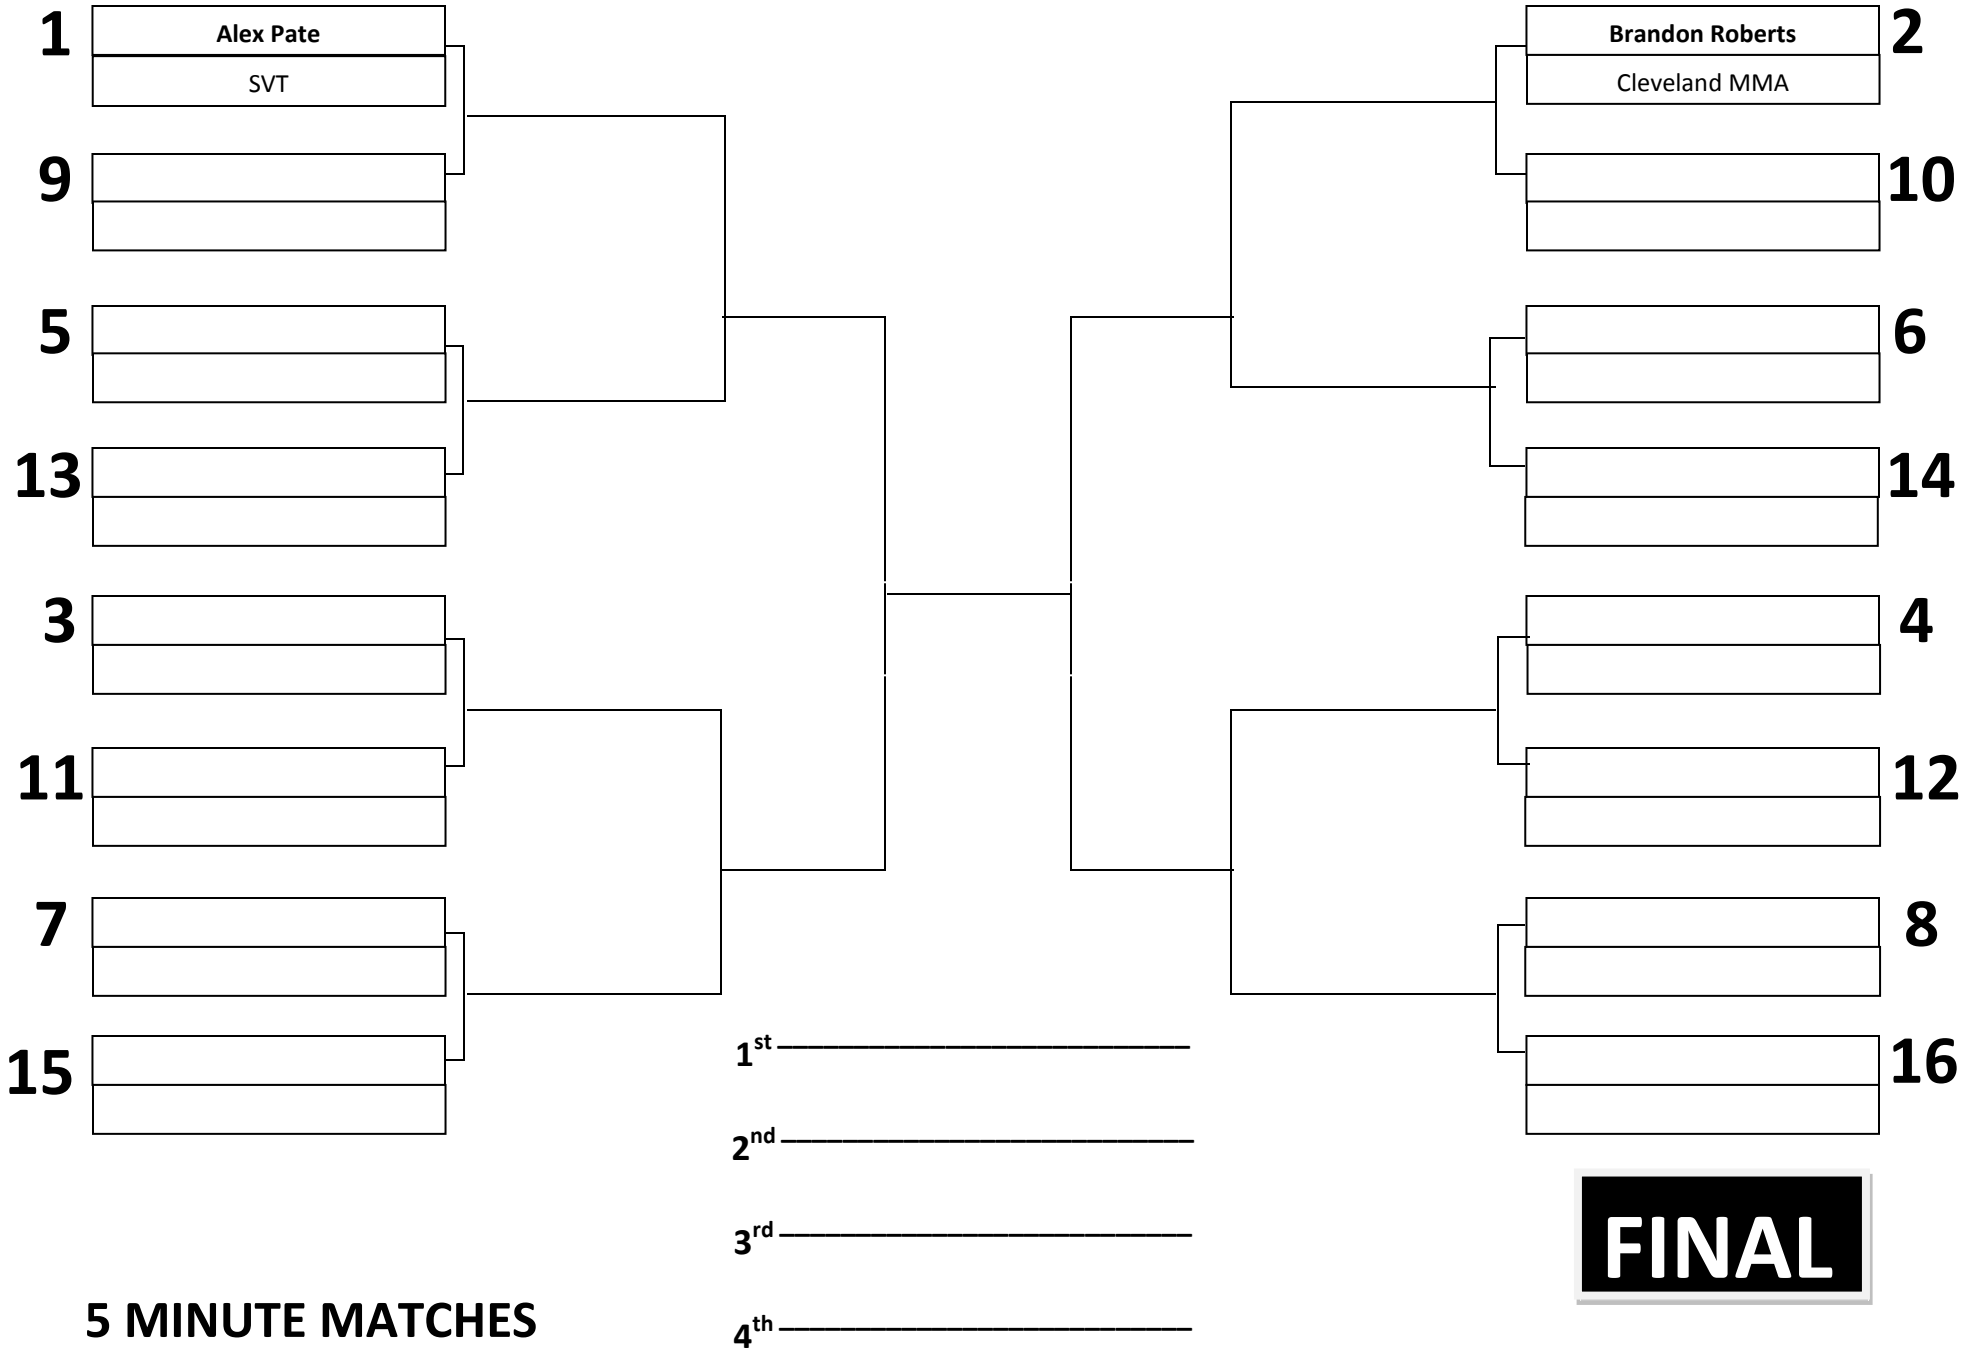 1
Alex Pate
SVT
9
5
13
3
11
7
15
Brandon Roberts
Cleveland MMA
2
10
6
14
4
12
8
16
1st
2nd
3rd
4th
5 MINUTE MATCHES
FINAL